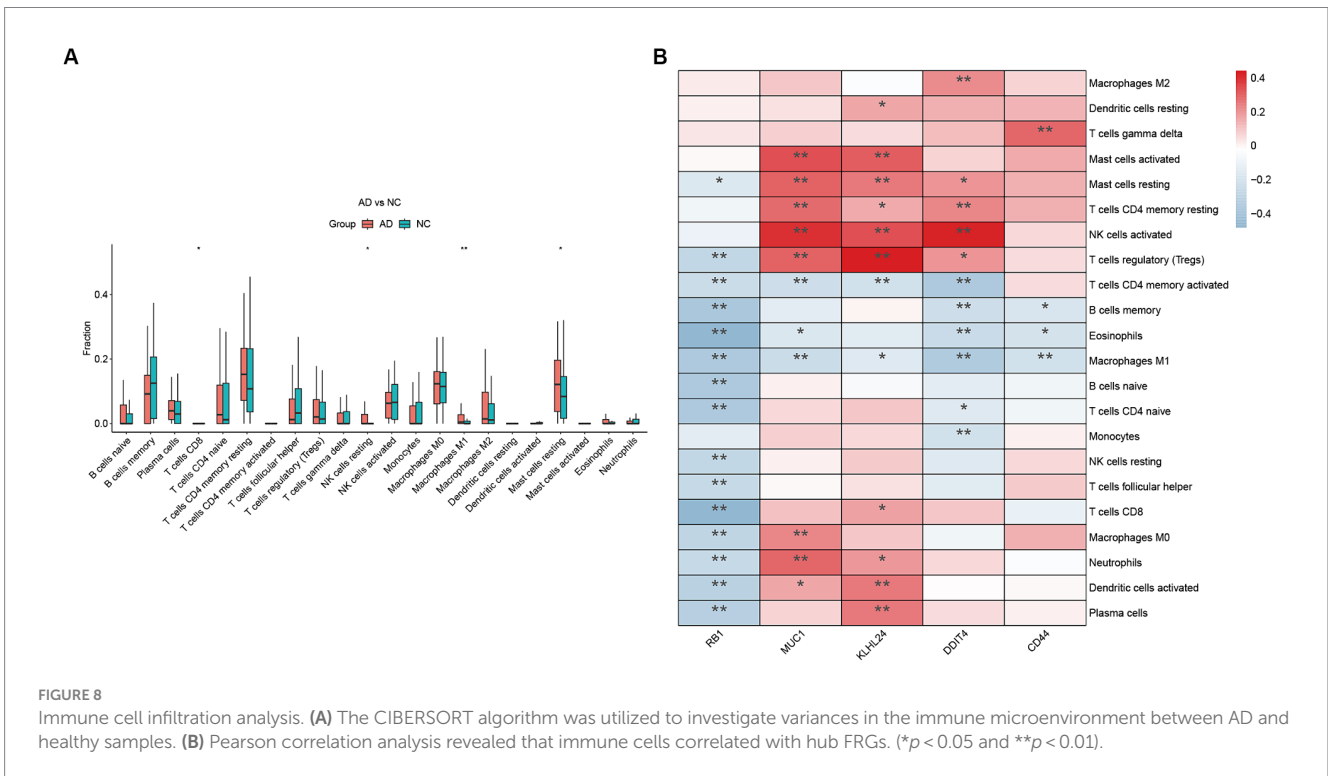 A
AD vs NC
Group AD NC
* * ** *
Fraction
0.4
0.2
0.0
B cells naive
B cells memory
Plasma cells
T cells CD8
T cells CD4 naive
T cells CD4 memory resting
T cells CD4 memory activated
T cells follicular helper
T cells regulatory (Tregs)
T cells gamma delta
NK cells resting
NK cells activated
Monocytes
Macrophages M0
Macrophages M1
Macrophages M2
Dendritic cells resting
Dendritic cells activated
Mast cells resting
Mast cells activated
Eosinophils
Neutrophils
B
** Macrophages M2
* Dendritic cells resting
** T cells gamma delta
** ** Mast cells activated
* ** ** * Mast cells resting
** * ** T cells CD4 memory resting
** ** ** NK cells activated
** ** ** * T cells regulatory (Tregs)
** ** ** ** T cells CD4 memory activated
** ** * B cells memory
** * ** * Eosinophils
** ** * ** ** Macrophages M1
** B cells naive
** * T cells CD4 naive
** Monocytes
** NK cells resting
** T cells follicular helper
** * T cells CD8
** ** Macrophages M0
** ** * Neutrophils
** * ** Dendritic cells activated
** ** Plasma cells
RB1
MUC1
KLHL24
DDIT4
CD44
0.4
0.2
0
−0.2
−0.4
FIGURE 8
Immune cell infiltration analysis. (A) The CIBERSORT algorithm was utilized to investigate variances in the immune microenvironment between AD and
healthy samples. (B) Pearson correlation analysis revealed that immune cells correlated with hub FRGs. (*p < 0.05 and **p < 0.01).